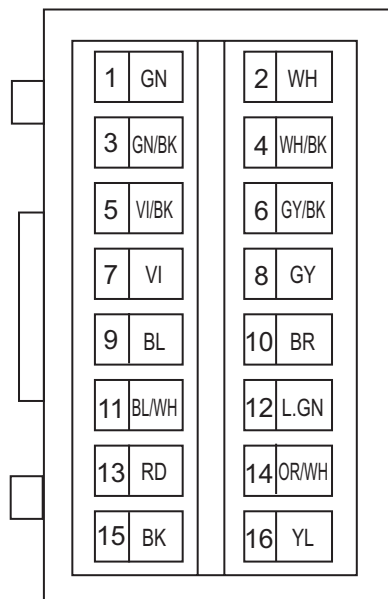 1 GN 2 WH
3 GN/BK 4 WH/BK
5 VI/BK 6 GY/BK
7 VI 8 GY
9 BL 10 BR
11 BL/WH 12 L.GN
13 RD 14 OR/WH
15 BK 16 YL